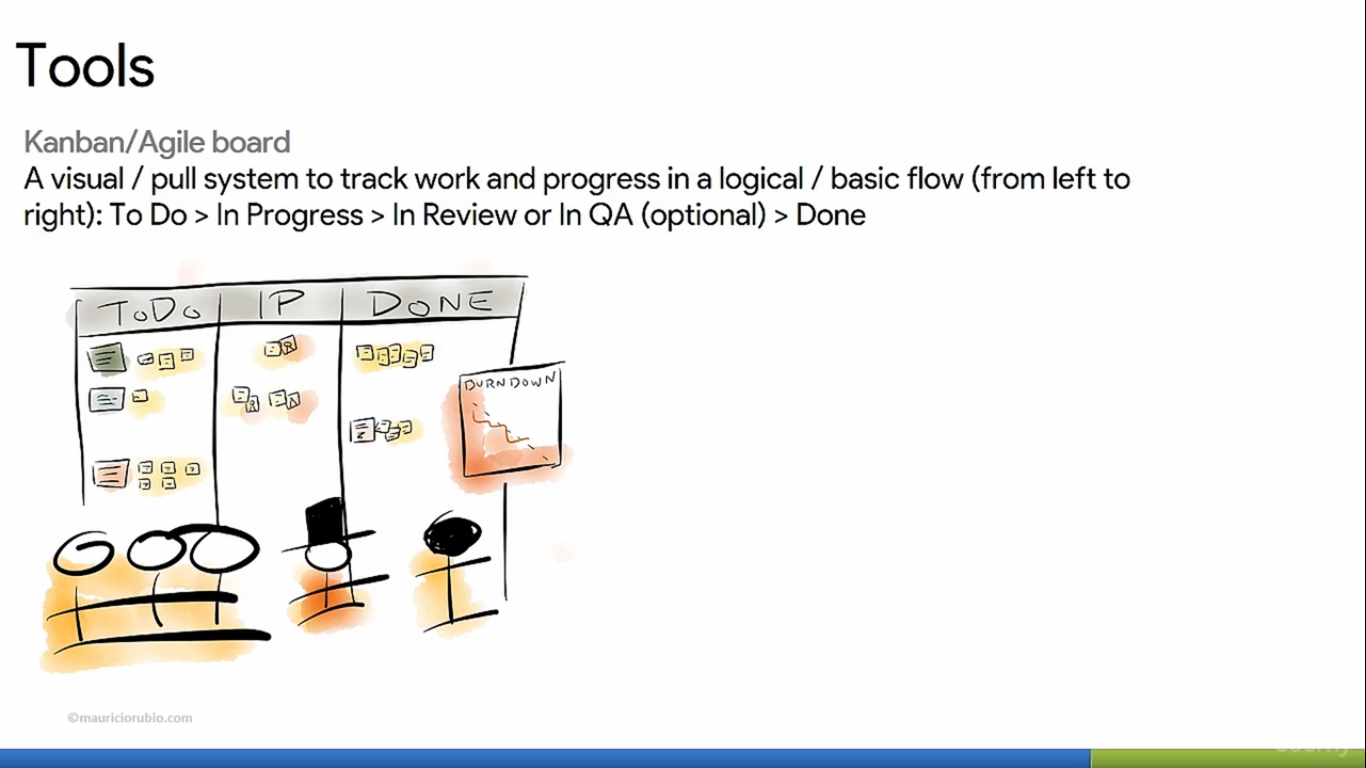 Tools
Kanban/Agile board
A visual / pull system to track work and progress in a logical / basic flow (from left to
right): To Do > In Progress > In Review or In QA (optional) > Done
ToDo IP DONE
BURNDOWN
©mauriciorubio.com